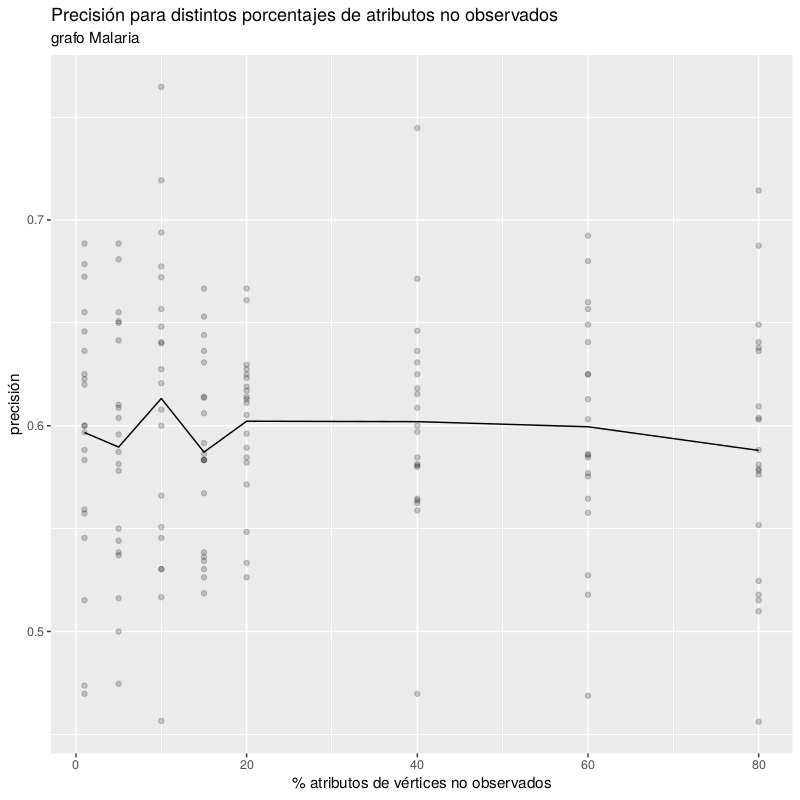 Precisión para distintos porcentajes de atributos no observados
grafo Malaria
precisión
0.7
0.6
0.5
0 20 40 60 80
% atributos de vértices no observados